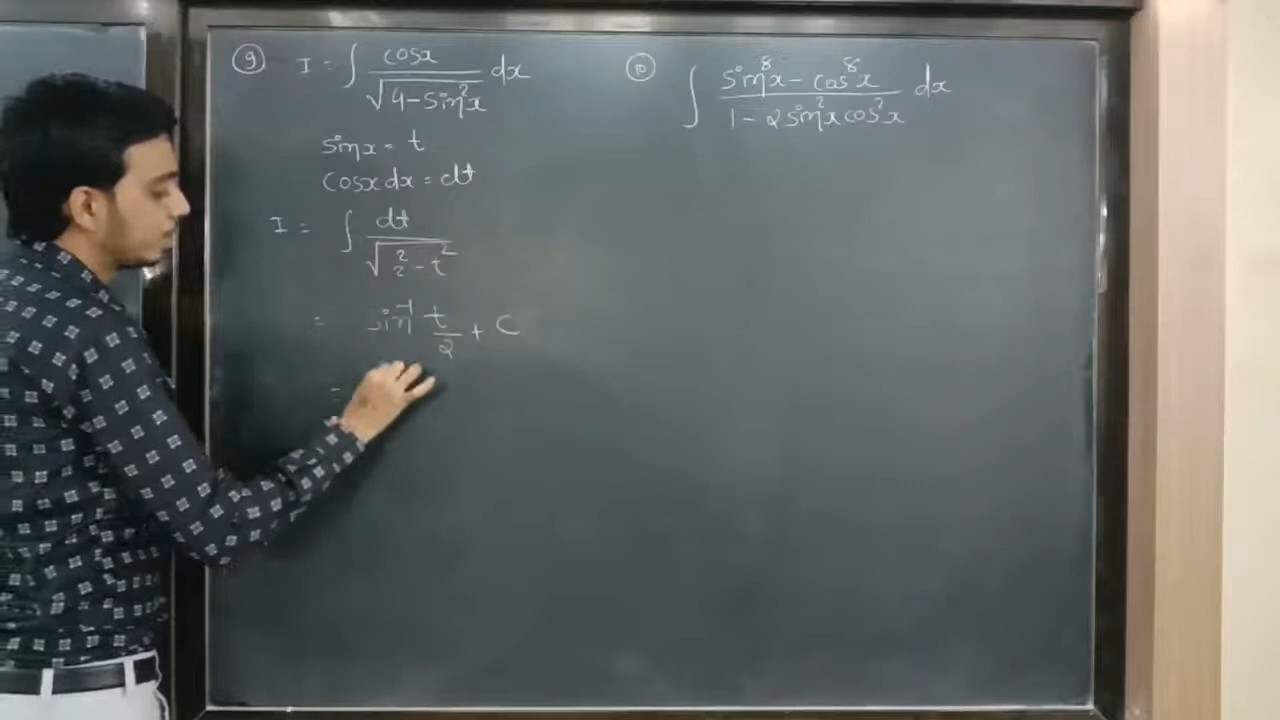 ⑨ I = ∫ cosx / √(4-sin²x) dx
sinx = t
cosx dx = dt
I = ∫ dt / √(2² - t²)
= sin⁻¹ t/2 + C
=
⑩ ∫ (sin⁸x - cos⁸x) / (1 - 2sin²x cos²x) dx